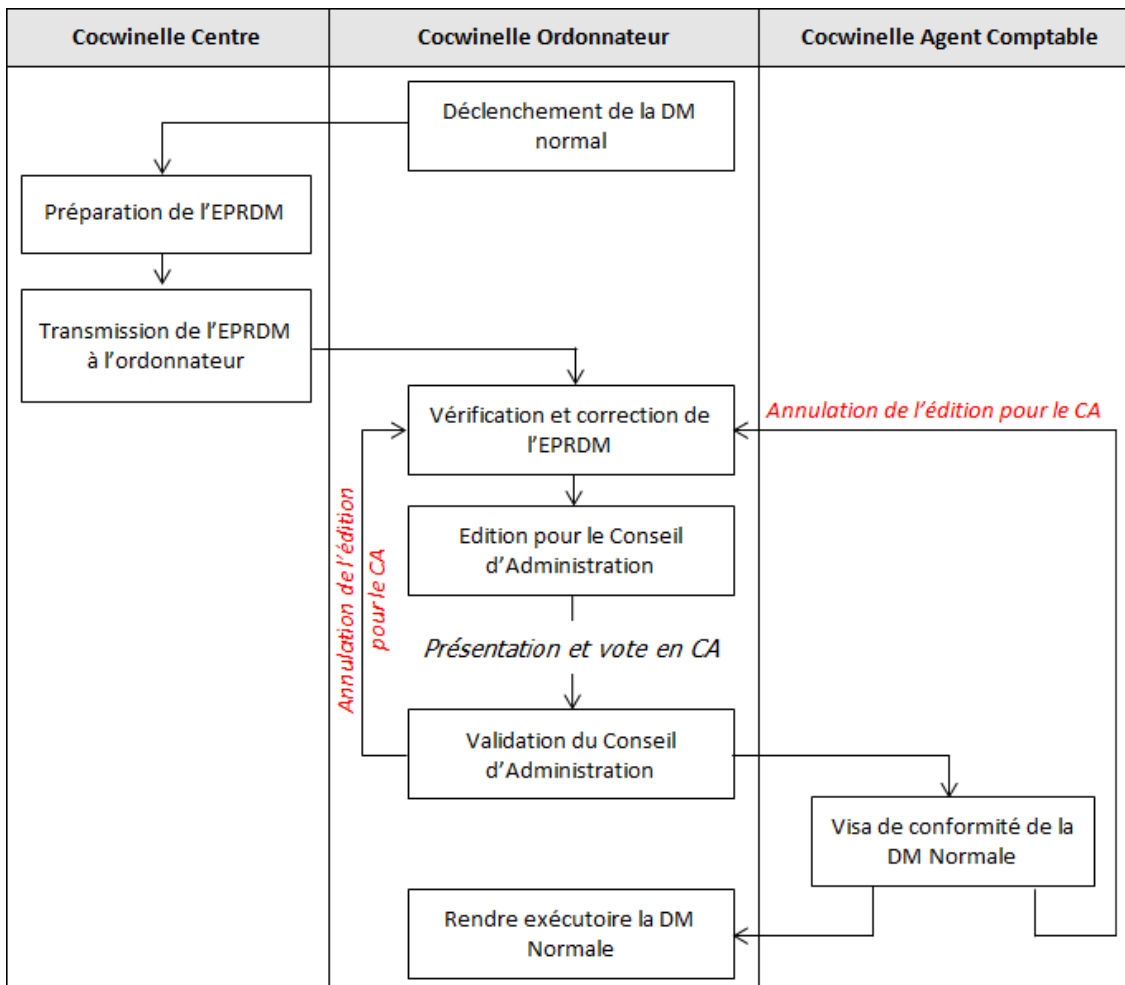 Cocwinelle Centre
Cocwinelle Ordonnateur
Cocwinelle Agent Comptable
Déclenchement de la DM
normal
Préparation de l'EPRDM
Transmission de l'EPRDM
à l'ordonnateur
Vérification et correction de
l'EPRDM
Annulation de l'édition pour le CA
Edition pour le Conseil
d'Administration
Annulation de l'édition
pour le CA
Présentation et vote en CA
Validation du Conseil
d'Administration
Visa de conformité de la
DM Normale
Rendre exécutoire la DM
Normale